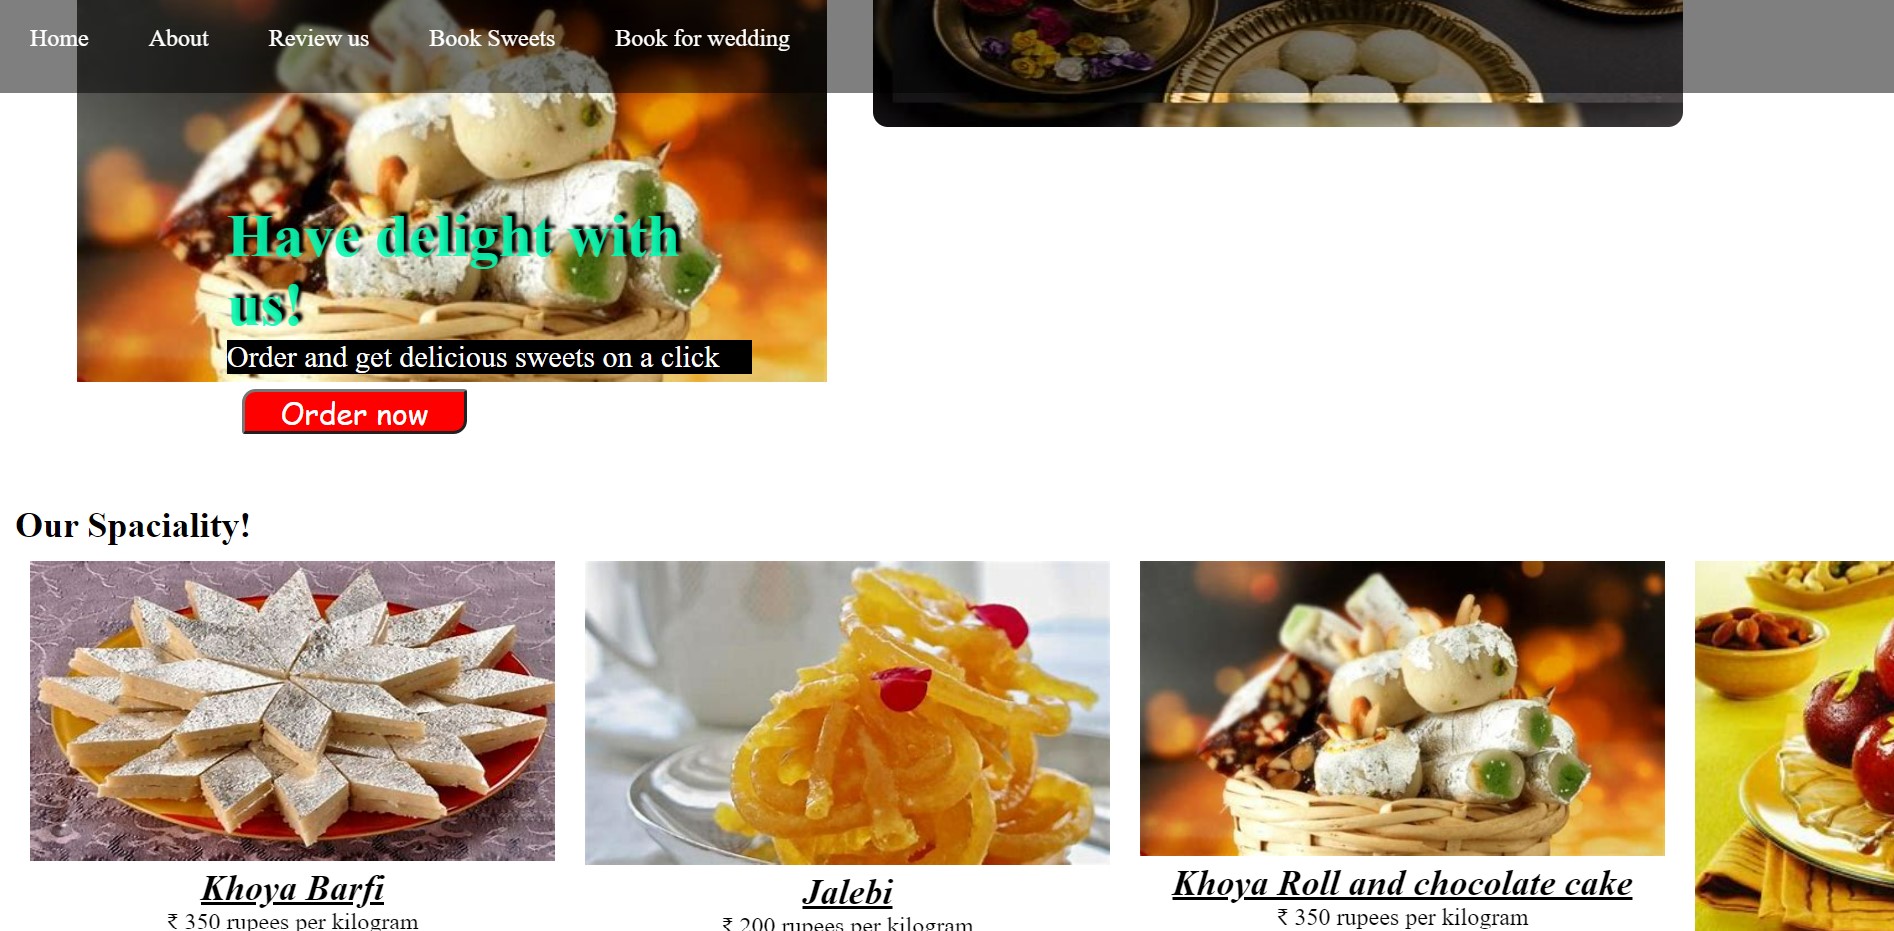 Home About Review us Book Sweets Book for wedding
Have delight with
us!
Order and get delicious sweets on a click
Order now
Our Spaciality!
Khoya Barfi
₹ 350 rupees per kilogram
Jalebi
₹ 200 rupees per kilogram
Khoya Roll and chocolate cake
₹ 350 rupees per kilogram